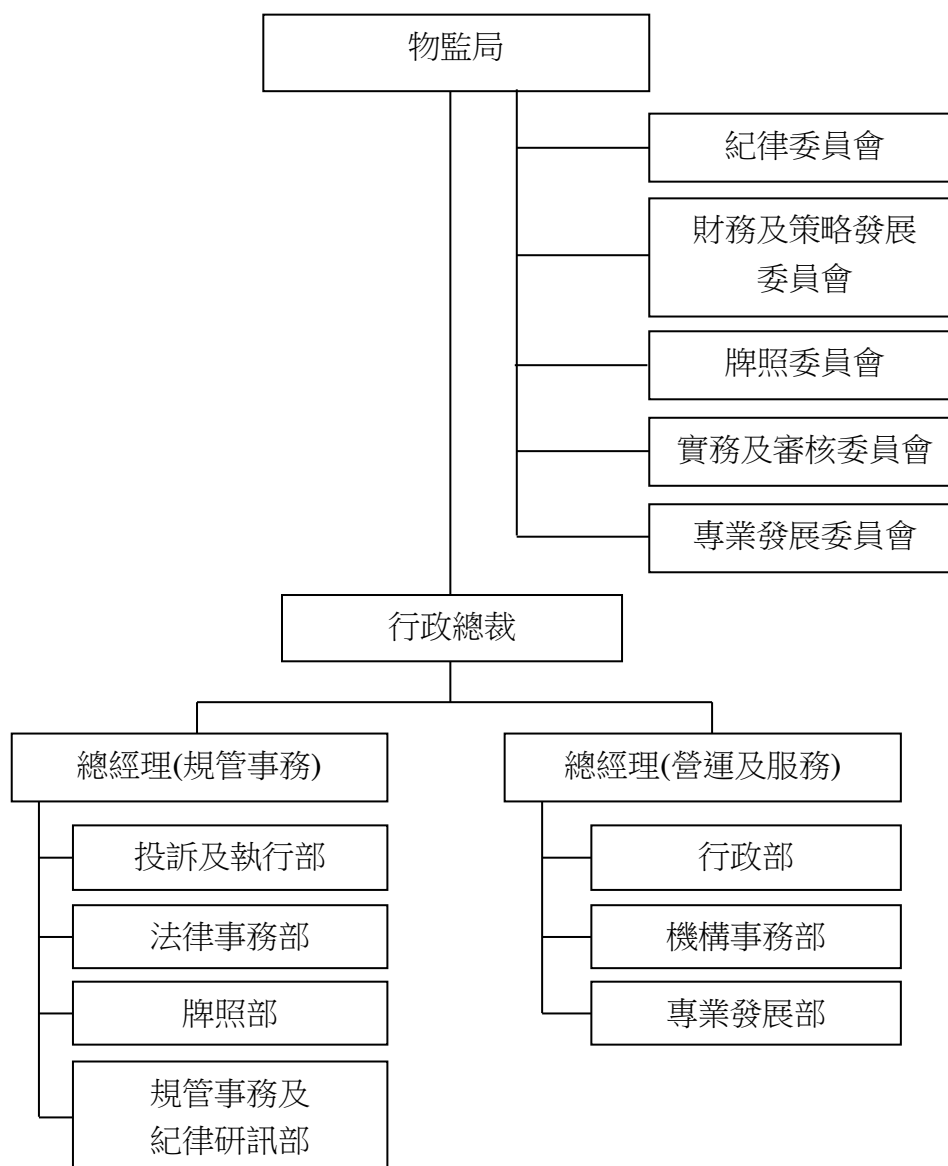 物監局
紀律委員會
財務及策略發展
委員會
牌照委員會
實務及審核委員會
專業發展委員會
行政總裁
總經理(規管事務)
投訴及執行部
法律事務部
牌照部
規管事務及
紀律研訊部
總經理(營運及服務)
行政部
機構事務部
專業發展部